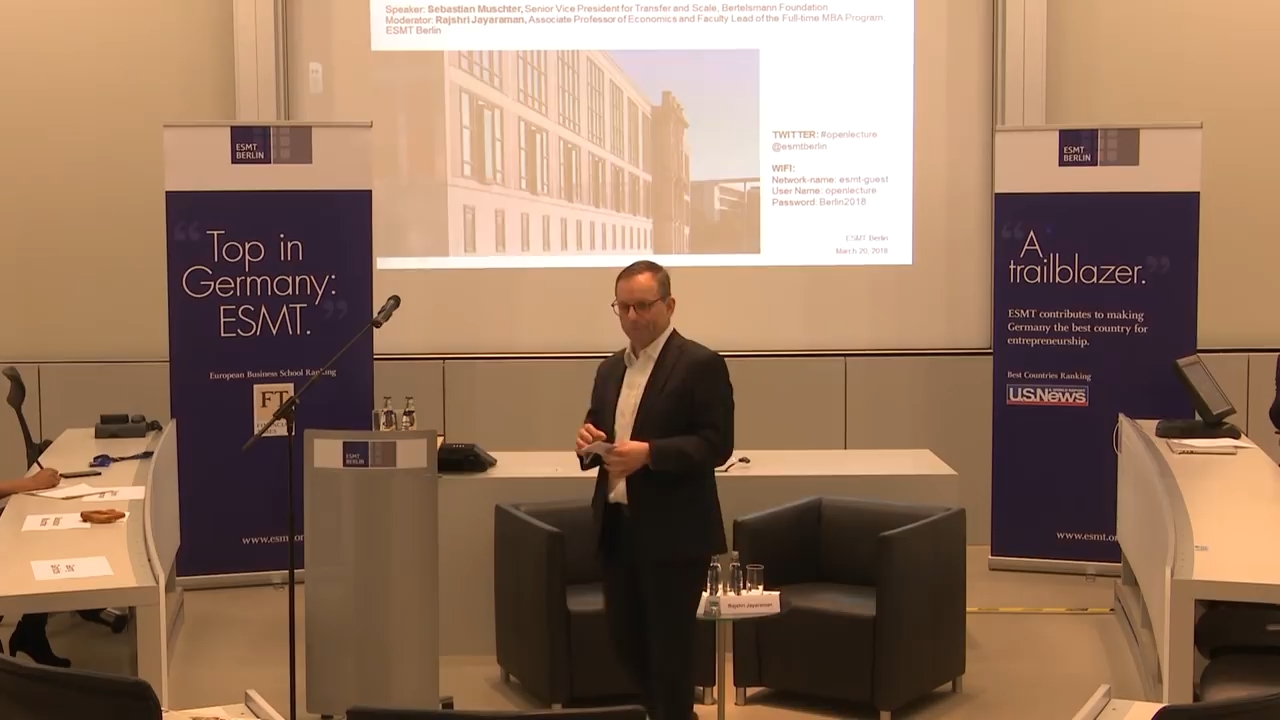 Speaker: Sebastian Muschter, Senior Vice President for Transfer and Scale, Bertelsmann Foundation
Moderator: Rajshri Jayaraman, Associate Professor of Economics and Faculty Lead of the Full-time MBA Program,
ESMT Berlin
TWITTER: #openlecture
@esmtberlin
WIFI:
Network-name: esmt-guest
User Name: openlecture
Password: Berlin2018
ESMT Berlin
March 20, 2018
ESMT
BERLIN
“Top in
Germany:
ESMT.”
European Business School Ranking
FT
www.esmt.or
ESMT
BERLIN
“A
trailblazer.”
ESMT contributes to making
Germany the best country for
entrepreneurship.
Best Countries Ranking
U.S.News
www.esmt.o
ESMT
BERLIN
Rajshri Jayaraman